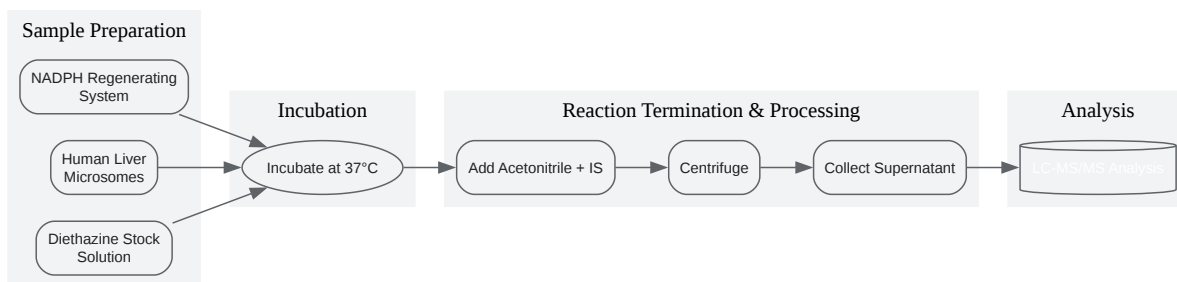 Sample Preparation
NADPH Regenerating
System
Human Liver
Microsomes
Diethazine Stock
Solution
Incubation
Incubate at 37°C
Reaction Termination & Processing
Add Acetonitrile + IS
Centrifuge
Collect Supernatant
Analysis
LC-MS/MS Analysis